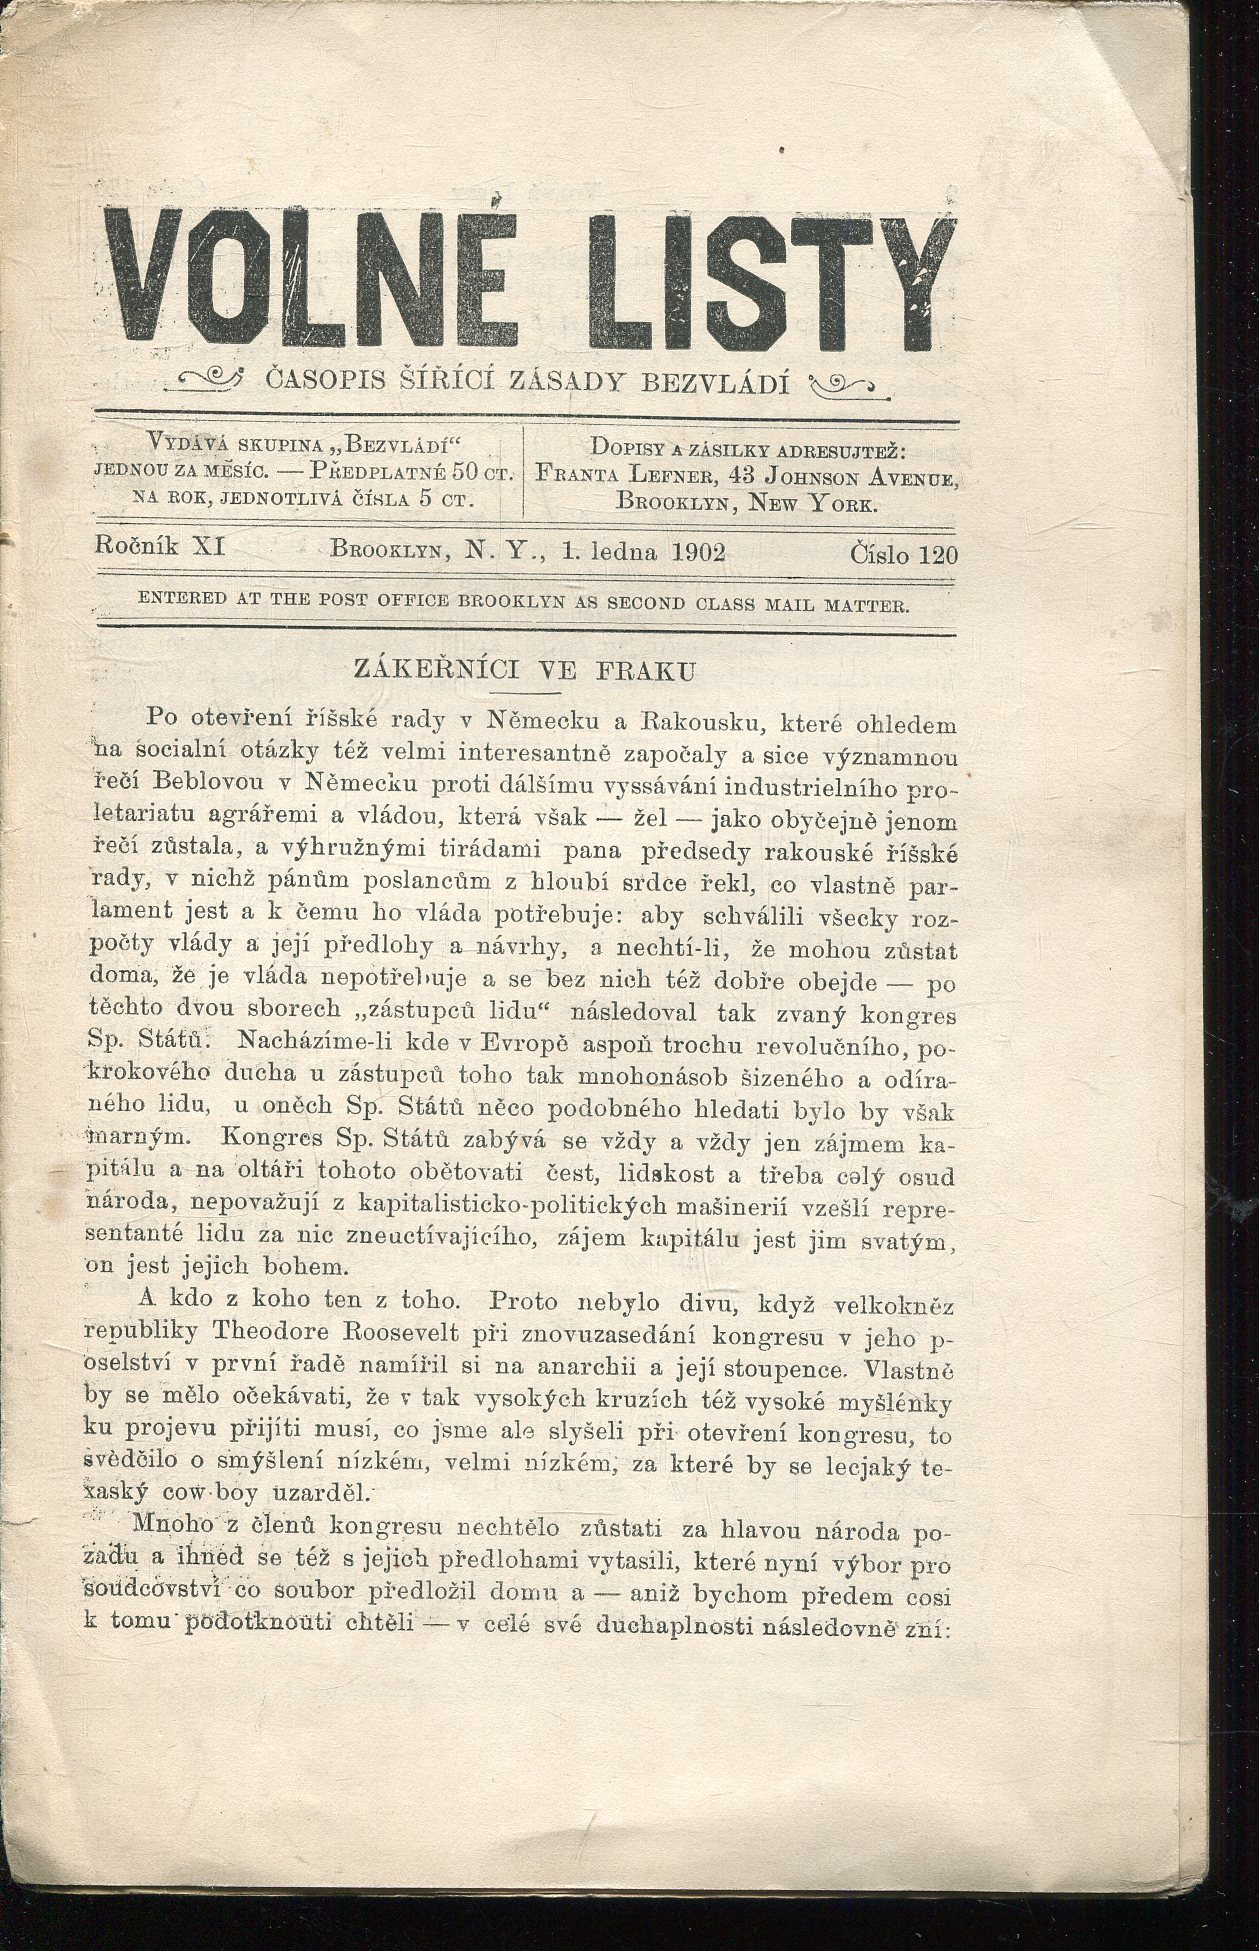 VOLNÉ LISTY
ČASOPIS ŠÍŘÍCÍ ZÁSADY BEZVLÁDÍ
VYDÁVÁ SKUPINA „BEZVLÁDÍ“
JEDNOU ZA MĚSÍC. — PŘEDPLATNÉ 50 CT.
NA ROK, JEDNOTLIVÁ ČÍSLA 5 CT.
DOPISY A ZÁSILKY ADRESUJTEŽ:
FRANTA LEFNER, 43 JOHNSON AVENUE,
BROOKLYN, NEW YORK.
Ročník XI BROOKLYN, N. Y., 1. ledna 1902 Číslo 120
ENTERED AT THE POST OFFICE BROOKLYN AS SECOND CLASS MAIL MATTER.
ZÁKEŘNÍCI VE FRAKU
Po otevření říšské rady v Německu a Rakousku, které ohledem
na socialní otázky též velmi interesantně započaly a sice významnou
řečí Beblovou v Německu proti dálšímu vyssávání industrielního pro-
letariatu agrářemi a vládou, která však — žel — jako obyčejně jenom
řečí zůstala, a výhružnými tirádami pana předsedy rakouské říšské
rady, v nichž pánům poslancům z hloubí srdce řekl, co vlastně par-
lament jest a k čemu ho vláda potřebuje: aby schválili všecky roz-
počty vlády a její předlohy a návrhy, a nechtí-li, že mohou zůstat
doma, že je vláda nepotřebuje a se bez nich též dobře obejde — po
těchto dvou sborech „zástupců lidu“ následoval tak zvaný kongres
Sp. Států. Nacházíme-li kde v Evropě aspoň trochu revolučního, po-
krokového ducha u zástupců toho tak mnohonásob šizeného a odíra-
ného lidu, u oněch Sp. Států něco podobného hledati bylo by však
marným. Kongres Sp. Států zabývá se vždy a vždy jen zájmem ka-
pitálu a na oltáři tohoto obětovati čest, lidskost a třeba celý osud
národa, nepovažují z kapitalisticko-politických mašinerií vzešlí repre-
sentanté lidu za nic zneuctívajícího, zájem kapitálu jest jim svatým,
on jest jejich bohem.
A kdo z koho ten z toho. Proto nebylo divu, když velkokněz
republiky Theodore Roosevelt při znovuzasedání kongresu v jeho p-
oselství v první řadě namířil si na anarchii a její stoupence. Vlastně
by se mělo očekávati, že v tak vysokých kruzích též vysoké myšlénky
ku projevu přijíti musí, co jsme ale slyšeli při otevření kongresu, to
svědčilo o smýšlení nízkém, velmi nízkém, za které by se lecjaký te-
xaský cow-boy uzarděl.
Mnoho z členů kongresu nechtělo zůstati za hlavou národa po-
zadu a ihned se též s jejich předlohami vytasili, které nyní výbor pro
soudcovství co soubor předložil domu a — aniž bychom předem cosi
k tomu podotknouti chtěli — v celé své duchaplnosti následovně zní: